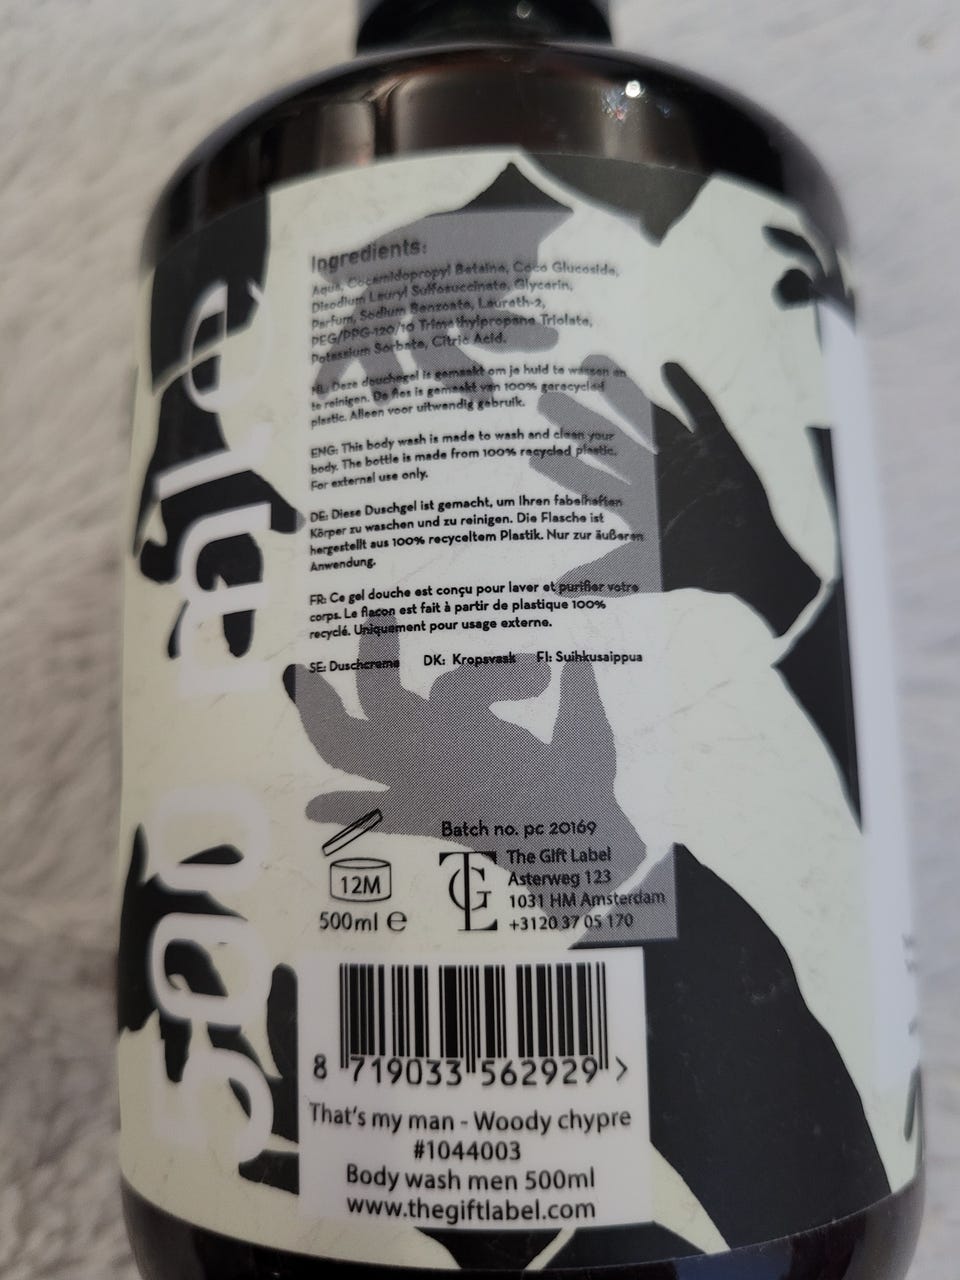 Ingredients:
Aqua, Cocamidopropyl Betaine, Coco Glucoside,
Disodium Lauryl Sulfosuccinate, Glycerin,
Parfum, Sodium Benzoate, Laureth-2,
PEG/PPG-120/10 Trimethylpropane Triolate,
Potassium Sorbate, Citric Acid.
NL: Deze douchegel is gemaakt om je huid te wassen en
te reinigen. De fles is gemaakt van 100% gerecycled
plastic. Alleen voor uitwendig gebruik.
ENG: This body wash is made to wash and clean your
body. The bottle is made from 100% recycled plastic.
For external use only.
DE: Diese Duschgel ist gemacht, um Ihren fabelhaften
Körper zu waschen und zu reinigen. Die Flasche ist
hergestellt aus 100% recyceltem Plastik. Nur zur äußeren
Anwendung.
FR: Ce gel douche est conçu pour laver et purifier votre
corps. Le flacon est fait à partir de plastique 100%
recyclé. Uniquement pour usage externe.
SE: Duschcreme DK: Kropsvask FI: Suihkusaippua
Batch no. pc 20169
The Gift Label
Asterweg 123
1031 HM Amsterdam
+3120 37 05 170
12M
500ml e
8 719033 562929 >
That's my man - Woody chypre
#1044003
Body wash men 500ml
www.thegiftlabel.com